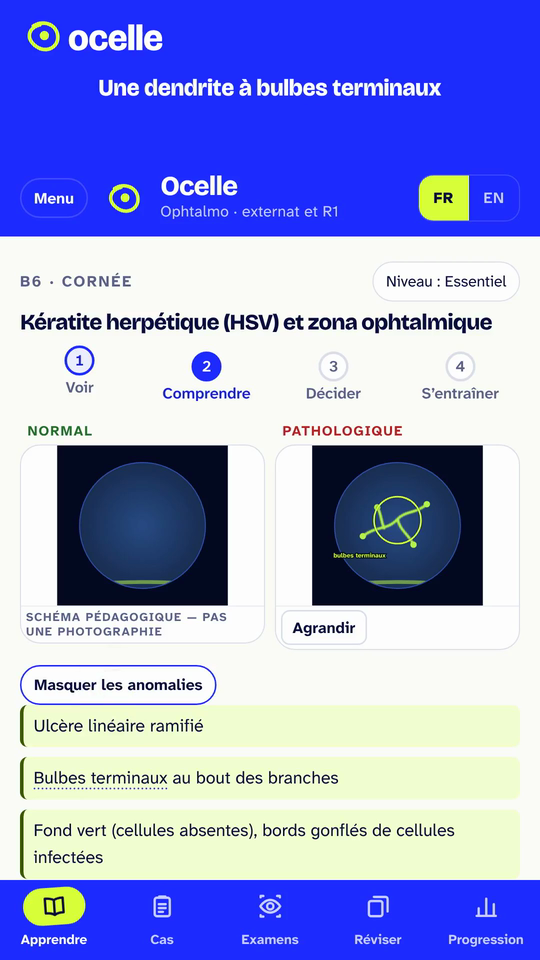 ocelle
Une dendrite à bulbes terminaux
Menu
Ocelle
Ophtalmo · externat et R1
FR
EN
B6 · CORNÉE
Niveau : Essentiel
Kératite herpétique (HSV) et zona ophtalmique
1
Voir
2
Comprendre
3
Décider
4
S'entraîner
NORMAL
PATHOLOGIQUE
bulbes terminaux
SCHÉMA PÉDAGOGIQUE — PAS
UNE PHOTOGRAPHIE
Agrandir
Masquer les anomalies
Ulcère linéaire ramifié
Bulbes terminaux au bout des branches
Fond vert (cellules absentes), bords gonflés de cellules
infectées
Apprendre
Cas
Examens
Réviser
Progression